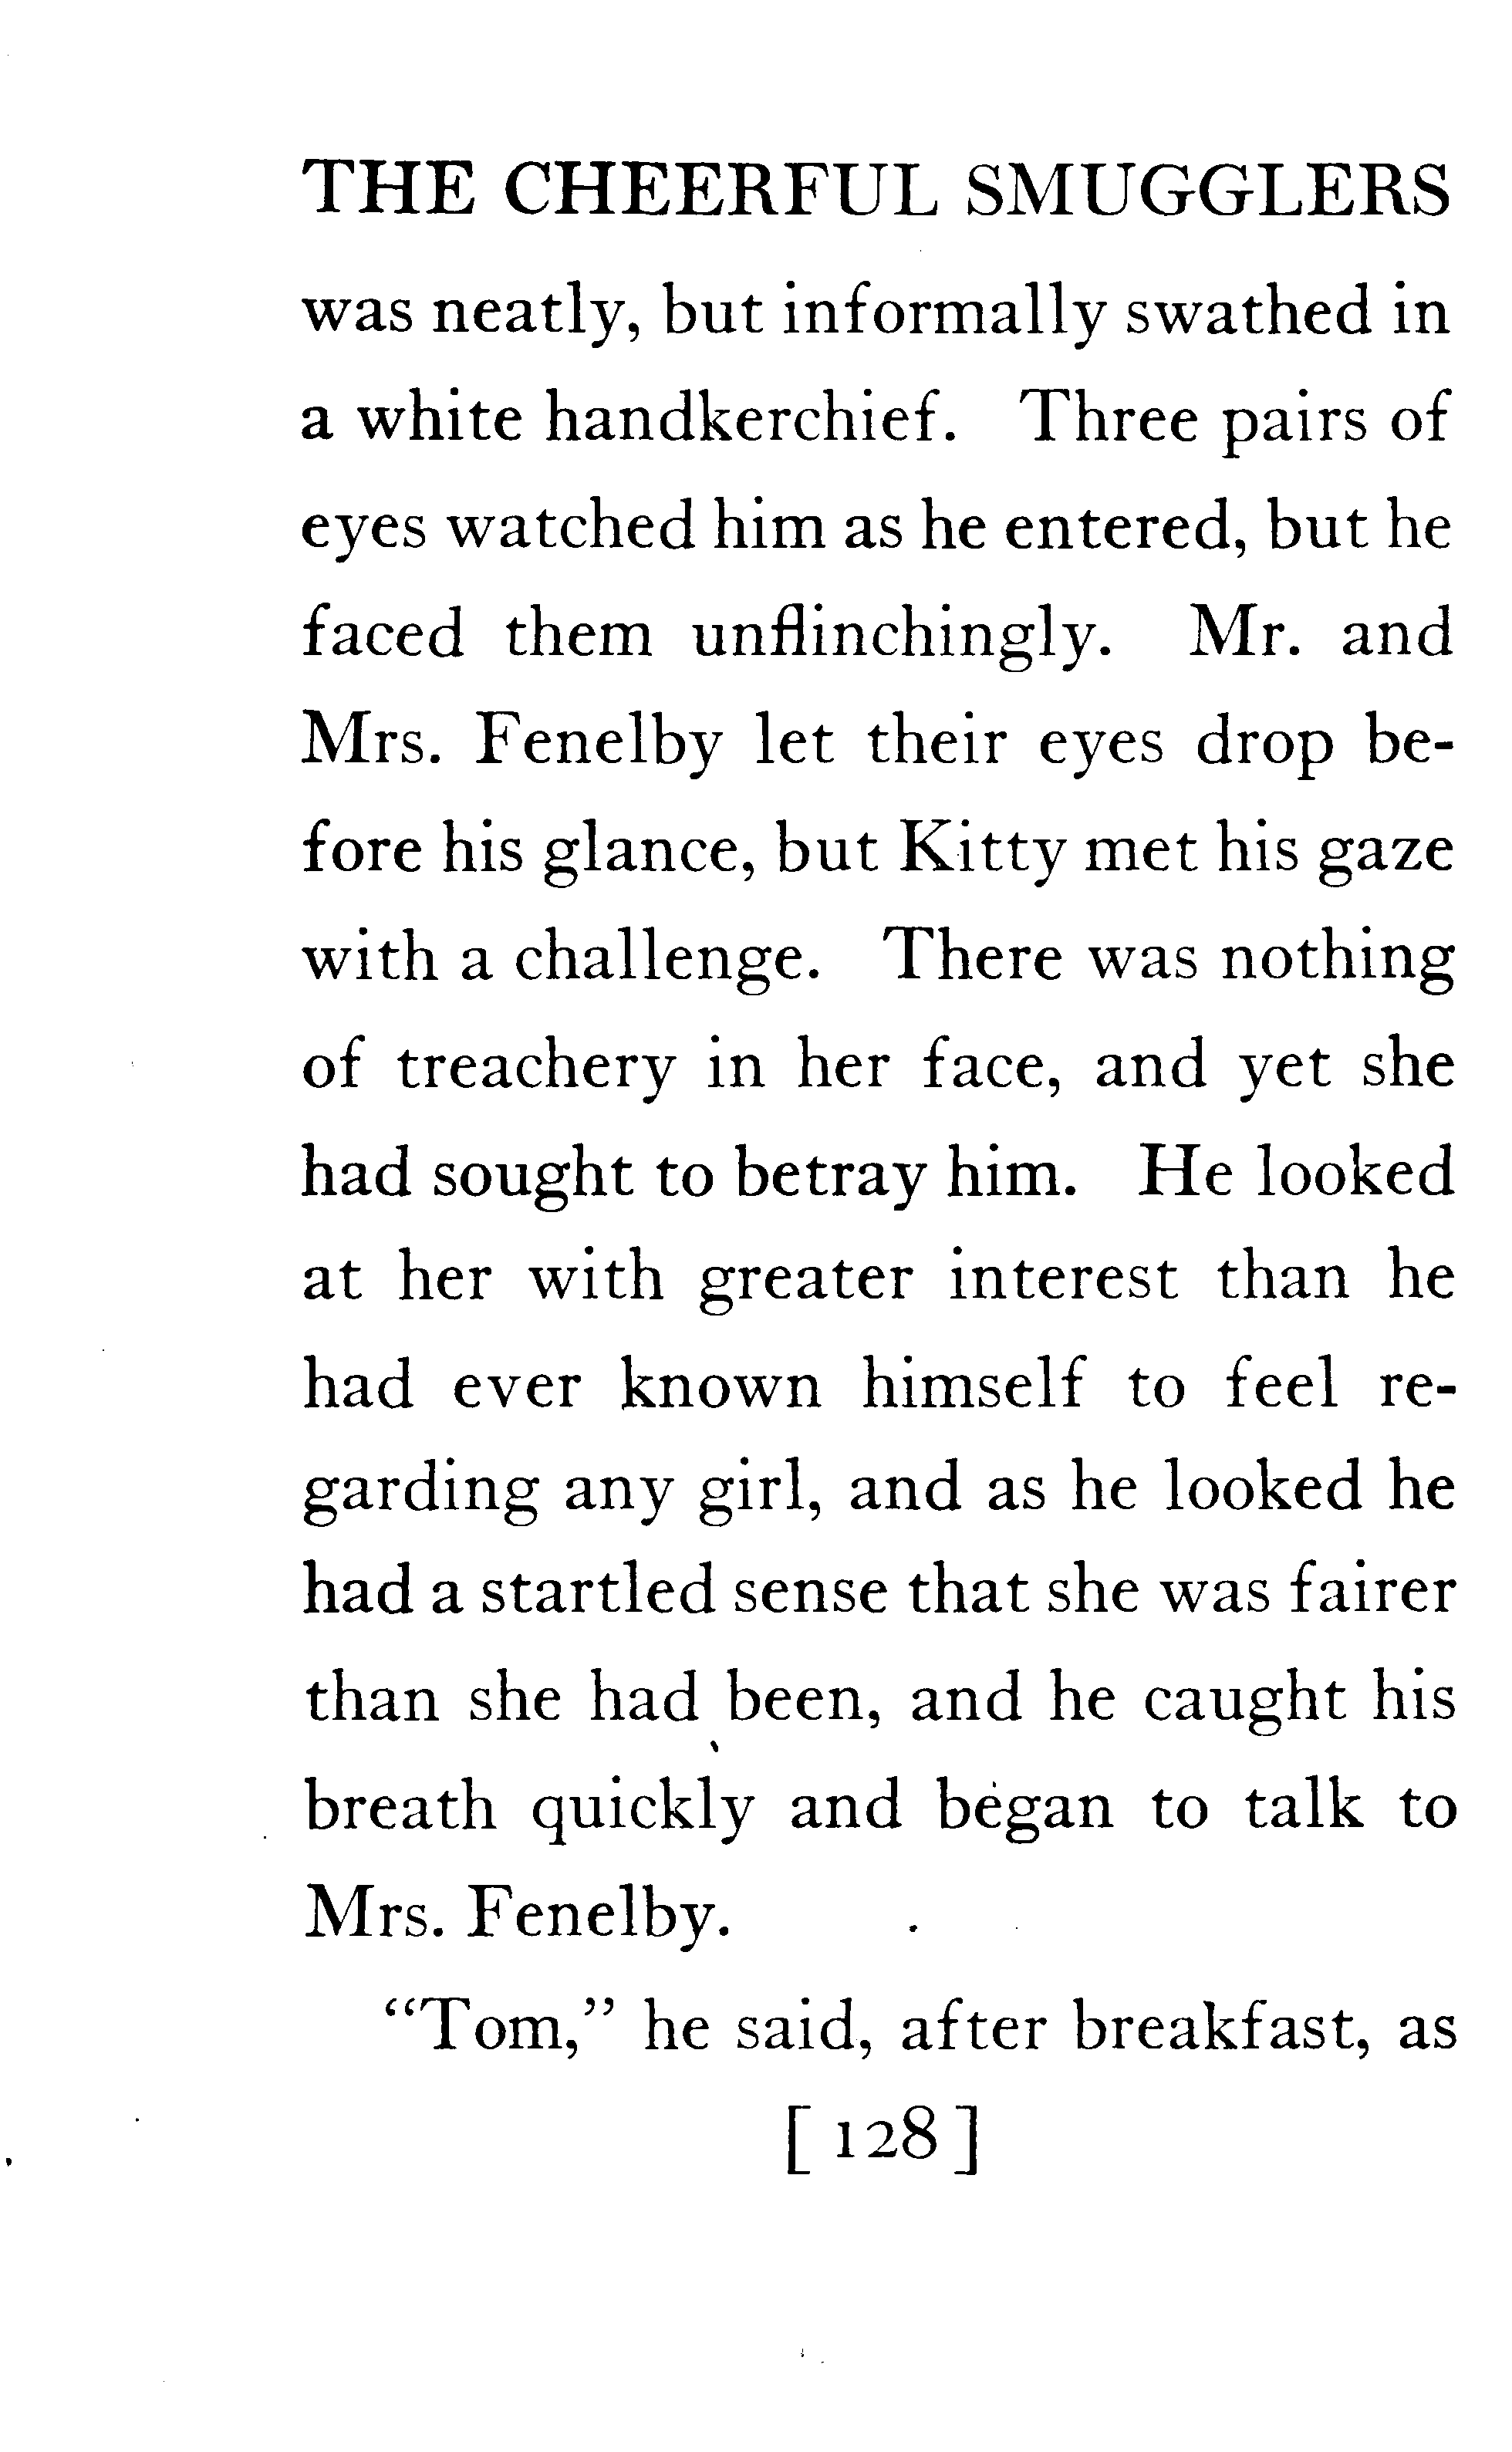 THE CHEERFUL SMUGGLERS
was neatly, but informally swathed in
a white handkerchief. Three pairs of
eyes watched him as he entered, but he
faced them unflinchingly. Mr. and
Mrs. Fenelby let their eyes drop be-
fore his glance, but Kitty met his gaze
with a challenge. There was nothing
of treachery in her face, and yet she
had sought to betray him. He looked
at her with greater interest than he
had ever known himself to feel re-
garding any girl, and as he looked he
had a startled sense that she was fairer
than she had been, and he caught his
breath quickly and began to talk to
Mrs. Fenelby.
“Tom,” he said, after breakfast, as
[ 128 ]